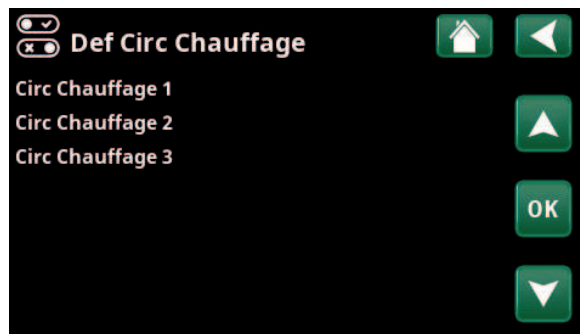 Def Circ Chauffage
Circ Chauffage 1
Circ Chauffage 2
Circ Chauffage 3
OK